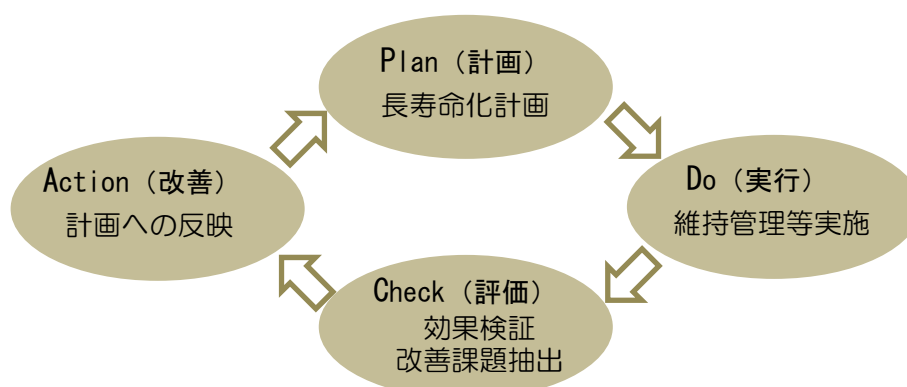 Plan（計画）
長寿命化計画
Action（改善）
計画への反映
Do（実行）
維持管理等実施
Check（評価）
効果検証
改善課題抽出